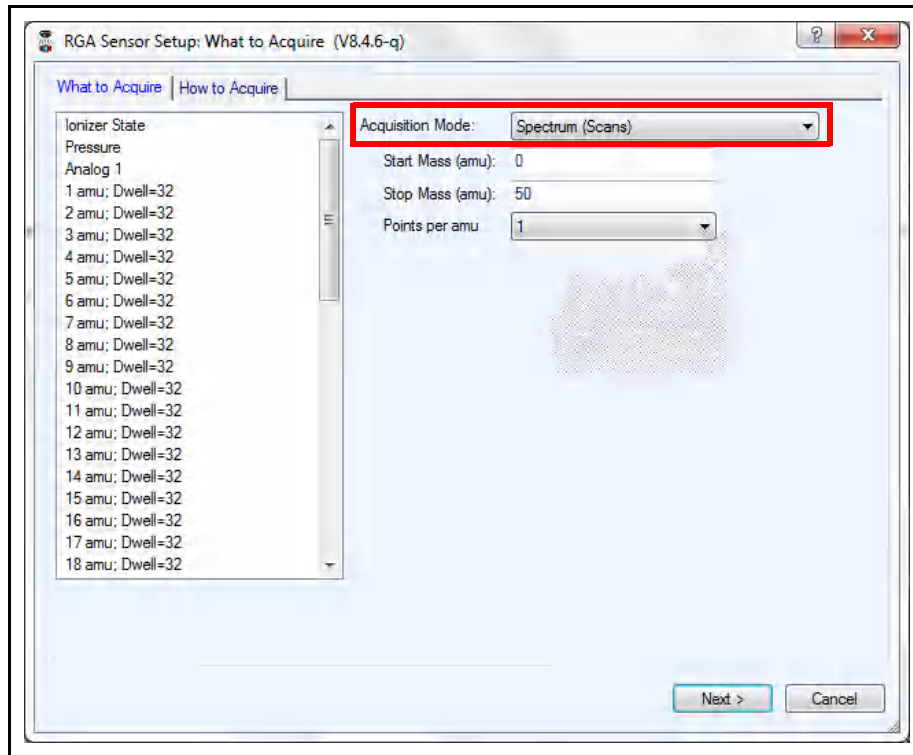 RGA Sensor Setup: What to Acquire (V8.4.6-q)
What to Acquire How to Acquire
Ionizer State
Pressure
Analog 1
1 amu; Dwell=32
2 amu; Dwell=32
3 amu; Dwell=32
4 amu; Dwell=32
5 amu; Dwell=32
6 amu; Dwell=32
7 amu; Dwell=32
8 amu; Dwell=32
9 amu; Dwell=32
10 amu; Dwell=32
11 amu; Dwell=32
12 amu; Dwell=32
13 amu; Dwell=32
14 amu; Dwell=32
15 amu; Dwell=32
16 amu; Dwell=32
17 amu; Dwell=32
18 amu; Dwell=32
Acquisition Mode: Spectrum (Scans)
Start Mass (amu): 0
Stop Mass (amu): 50
Points per amu 1
Next > Cancel